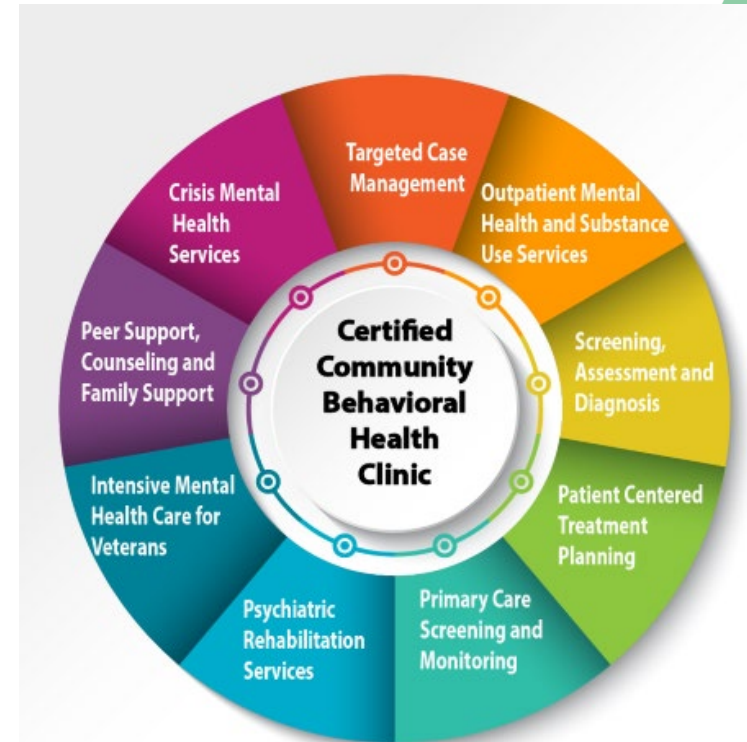 Targeted Case
Management
Outpatient Mental
Health and Substance
Use Services
Screening,
Assessment and
Diagnosis
Patient Centered
Treatment
Planning
Primary Care
Screening and
Monitoring
Psychiatric
Rehabilitation
Services
Intensive Mental
Health Care for
Veterans
Peer Support,
Counseling and
Family Support
Crisis Mental
Health
Services
Certified
Community
Behavioral
Health
Clinic